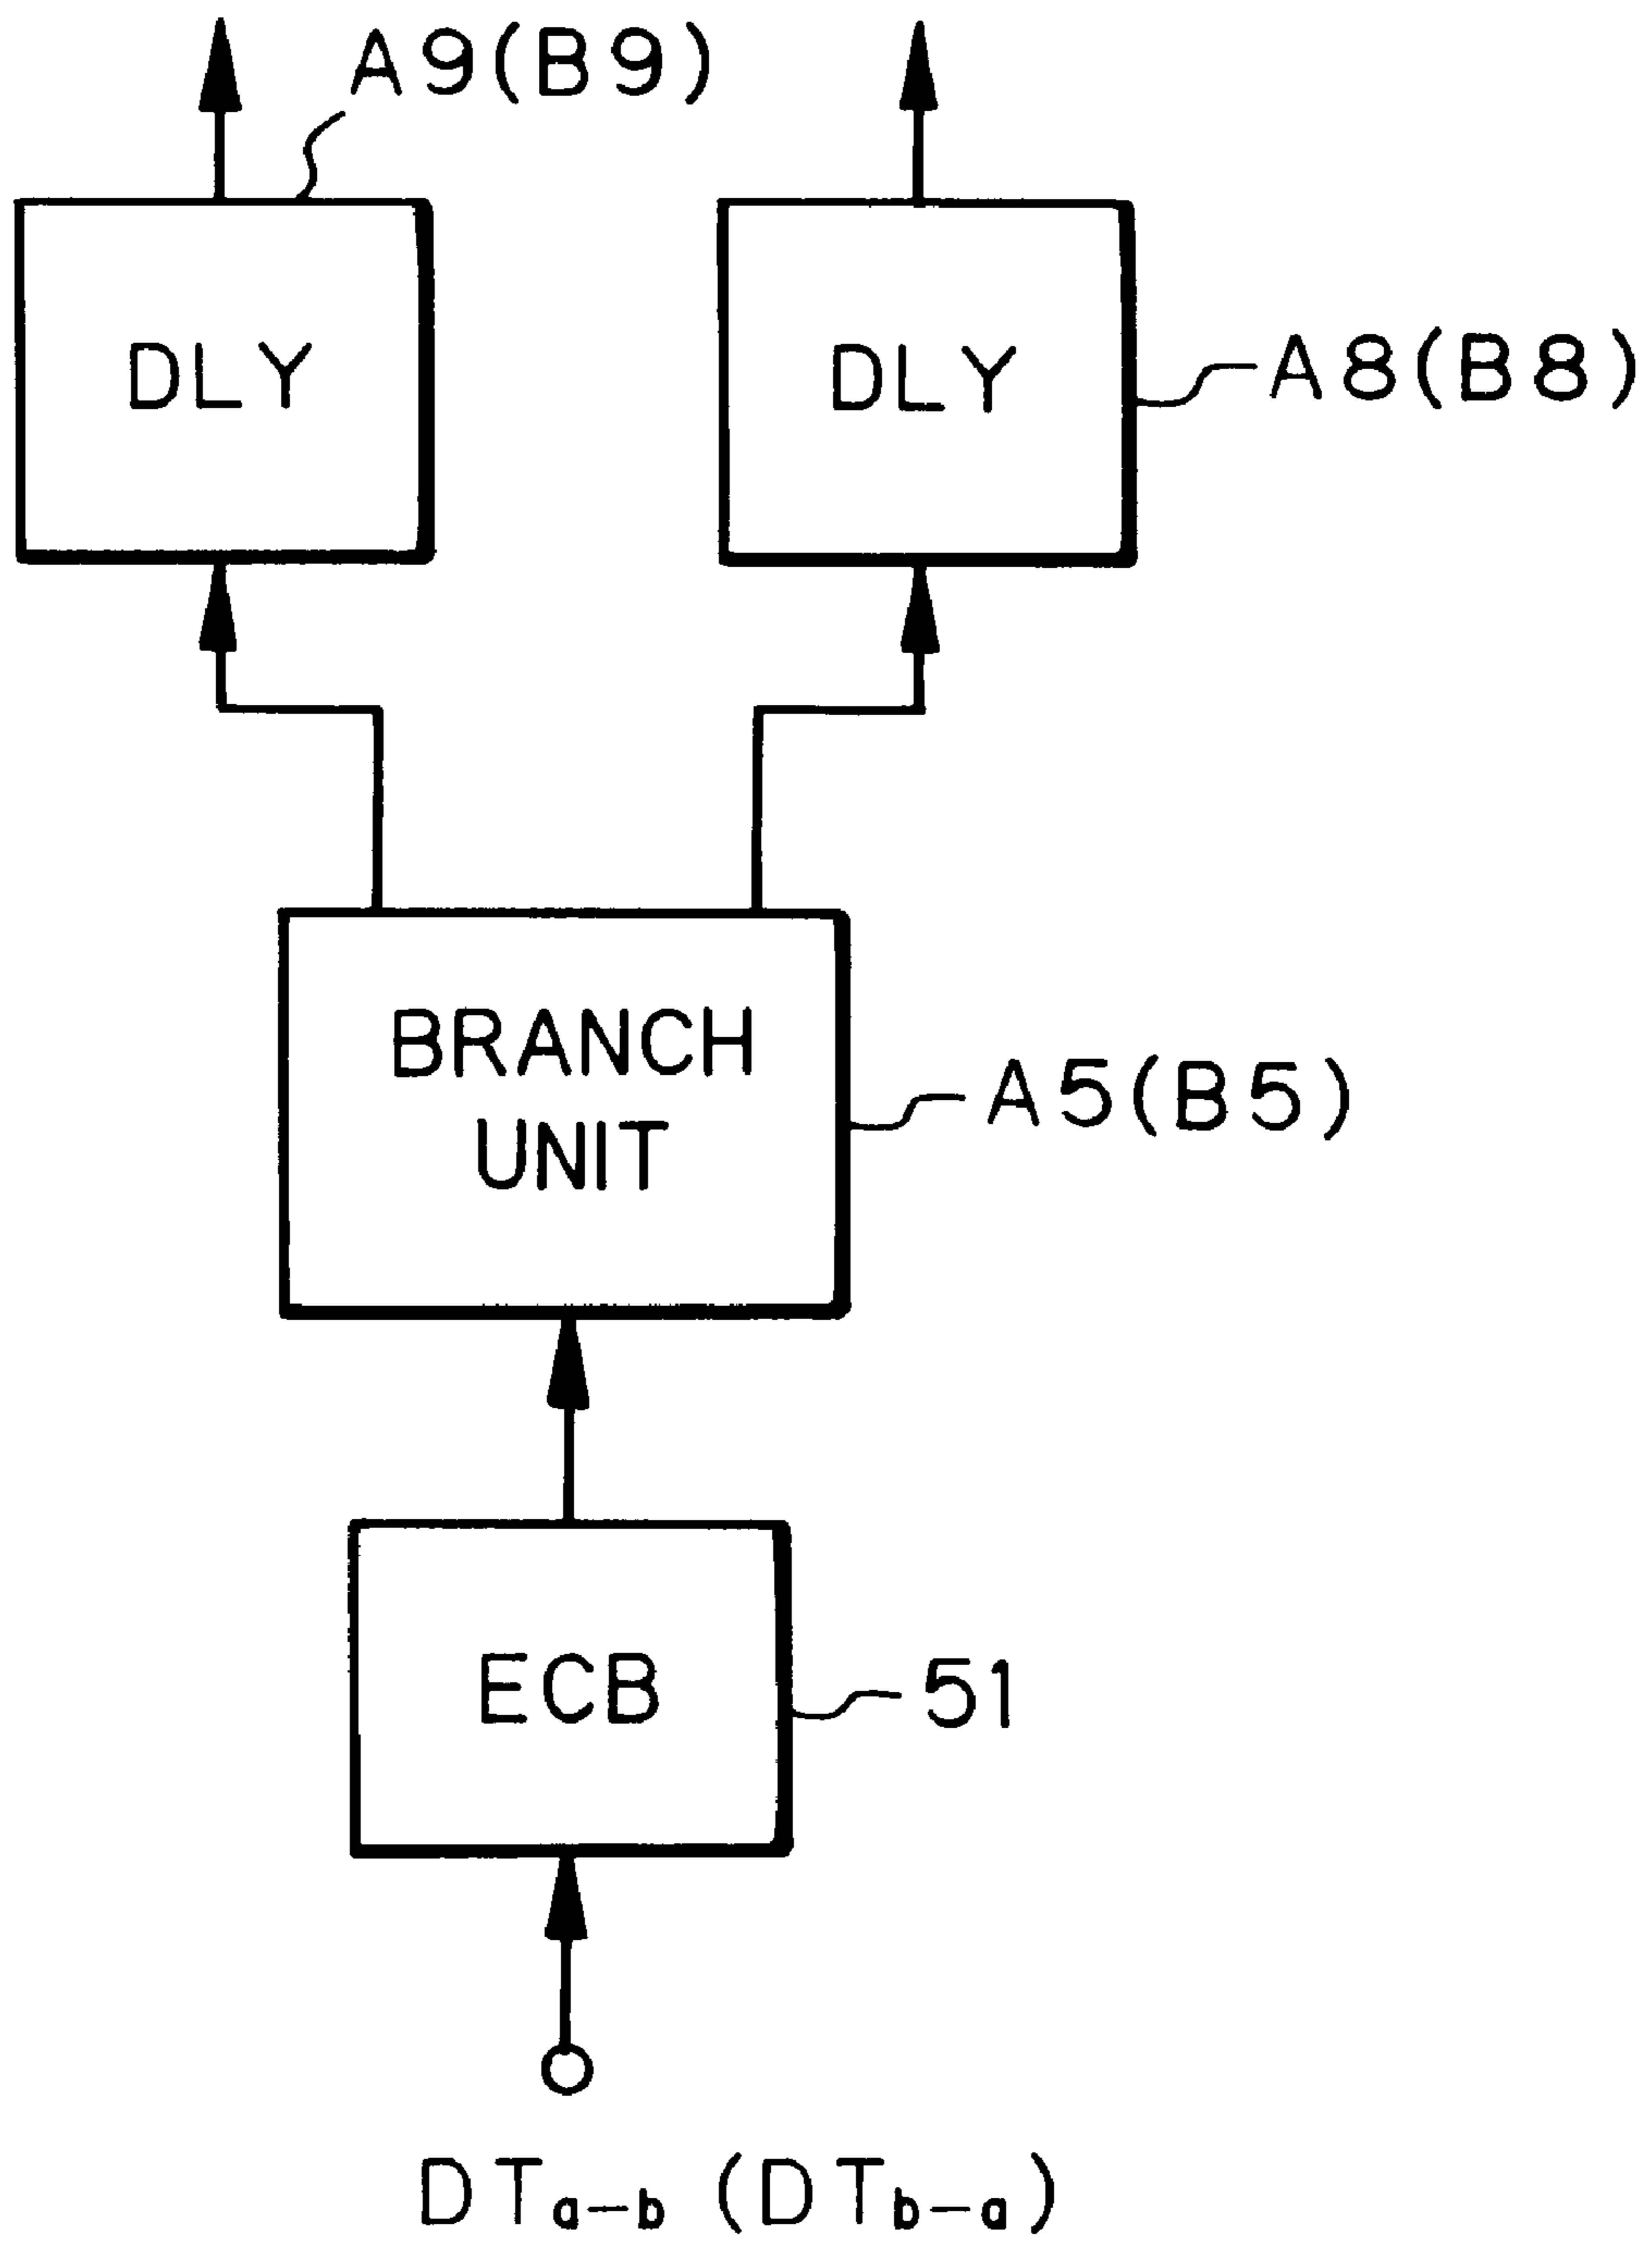 A9(B9)
DLY
DLY
A8(B8)
BRANCH
UNIT
A5(B5)
ECB
51
DTa-b (DTb-a)